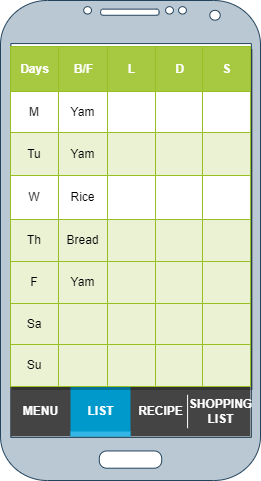 Days B/F L D S
M Yam
Tu Yam
W Rice
Th Bread
F Yam
Sa
Su
MENU LIST RECIPE SHOPPING LIST